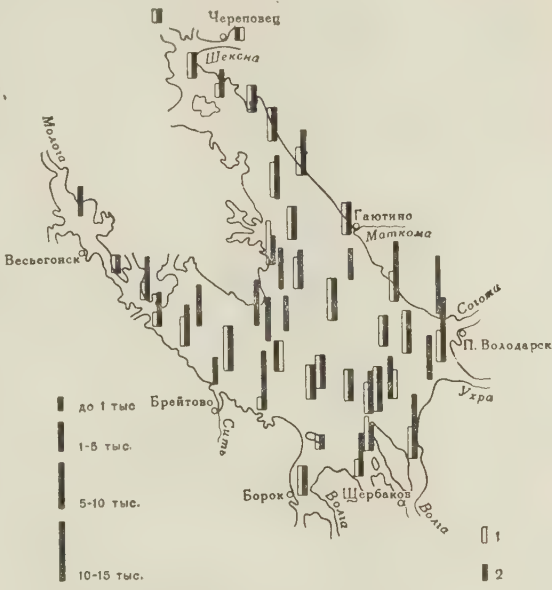 Череповец
Шексна
Молога
Гаютино
Маткома
Весьегонск
Согожа
П. Володарск
Ухра
до 1 тыс
Брейтово
1-5 тыс.
Сить
5-10 тыс.
Борок
Щербаков
Волга
Волга
10-15 тыс.
1
2